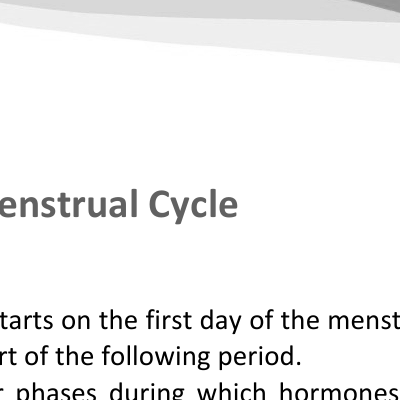 enstrual Cycle
tarts on the first day of the menst
rt of the following period.
r phases during which hormones